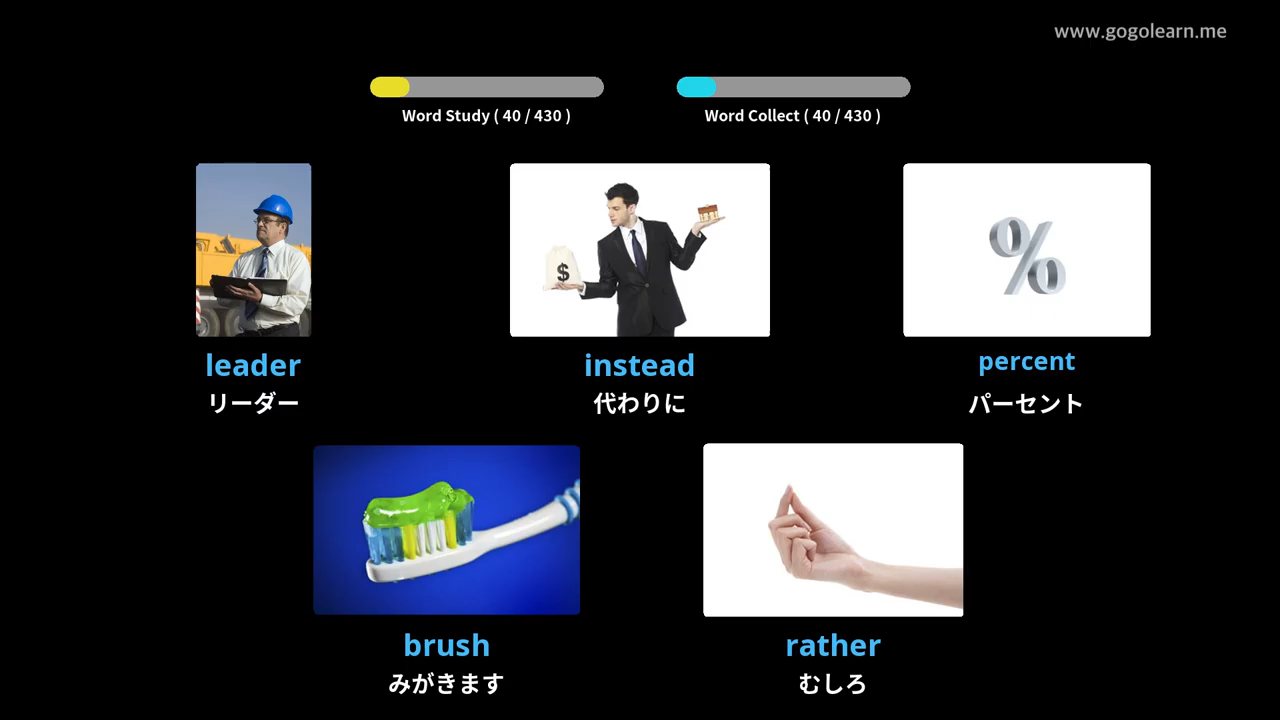 www.gogolearn.me
Word Study ( 40 / 430 )
Word Collect ( 40 / 430 )
$
%
leader
リーダー
instead
代わりに
percent
パーセント
brush
みがきます
rather
むしろ